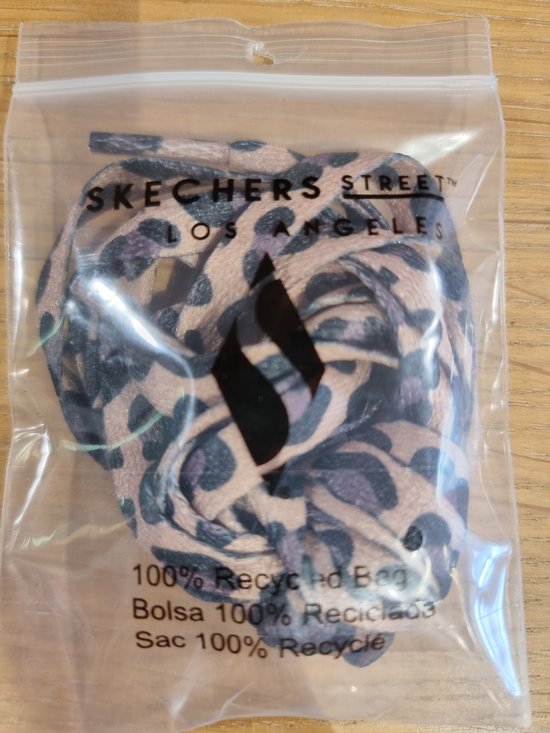 SKECHERS STREET™
LOS ANGELES
100% Recycled Bag
Bolsa 100% Reciclada
Sac 100% Recyclé